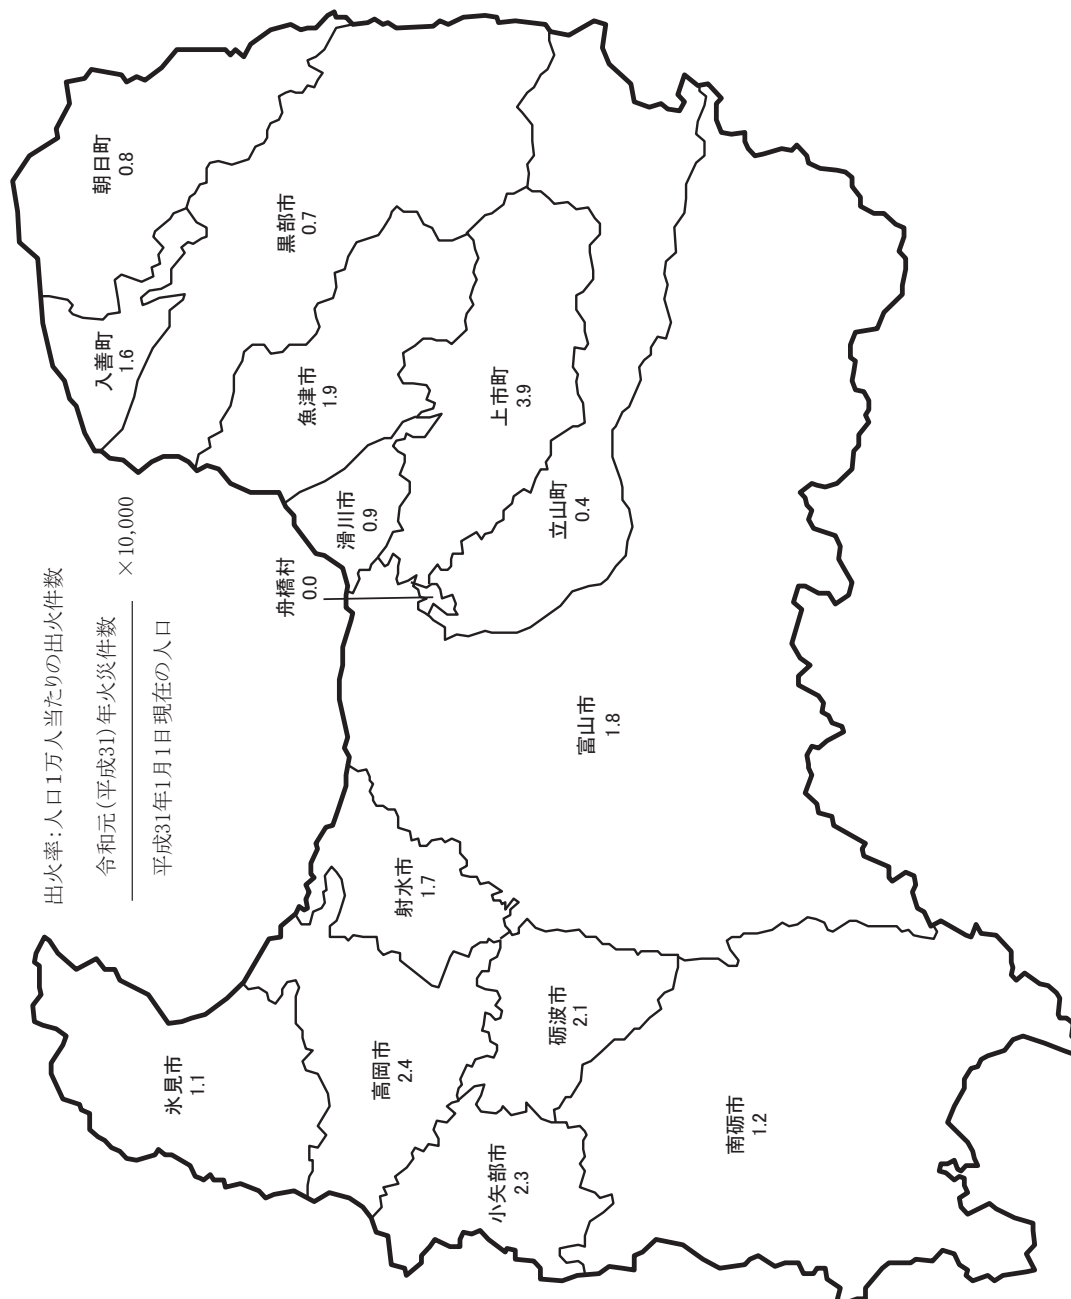 出火率：人口1万人当たりの出火件数
令和元(平成31)年火災件数
×10,000
平成31年1月1日現在の人口
朝日町
0.8
入善町
1.6
黒部市
0.7
魚津市
1.9
滑川市
0.9
上市町
3.9
舟橋村
0.0
立山町
0.4
富山市
1.8
射水市
1.7
氷見市
1.1
高岡市
2.4
砺波市
2.1
小矢部市
2.3
南砺市
1.2